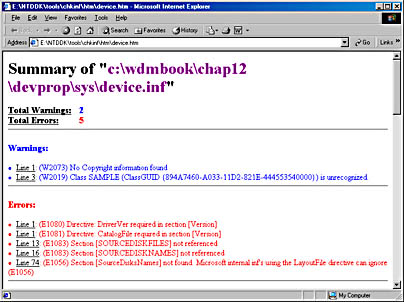 E:\NTDDK\tools\chkinf\htm\device.htm - Microsoft Internet Explorer
File Edit View Favorites Tools Help
Back Search Favorites History
Address E:\NTDDK\tools\chkinf\htm\device.htm Go Links »
Summary of "c:\wdmbook\chap12
\devprop\sys\device.inf"
Total Warnings: 2
Total Errors: 5
Warnings:
Line 1: (W2073) No Copyright information found
Line 3: (W2019) Class SAMPLE (ClassGUID {894A7460-A033-11D2-821E-444553540000}) is unrecognized.
Errors:
Line 1: (E1080) Directive: DriverVer required in section [Version]
Line 1: (E1081) Directive: CatalogFile required in section [Version]
Line 13: (E1083) Section [SOURCEDISKFILES] not referenced
Line 16: (E1083) Section [SOURCEDISKNAMES] not referenced
Line 74: (E1056) Section [SourceDisksNames] not found. Microsoft internal inf's using the LayoutFile directive can ignore
(E1056)
My Computer